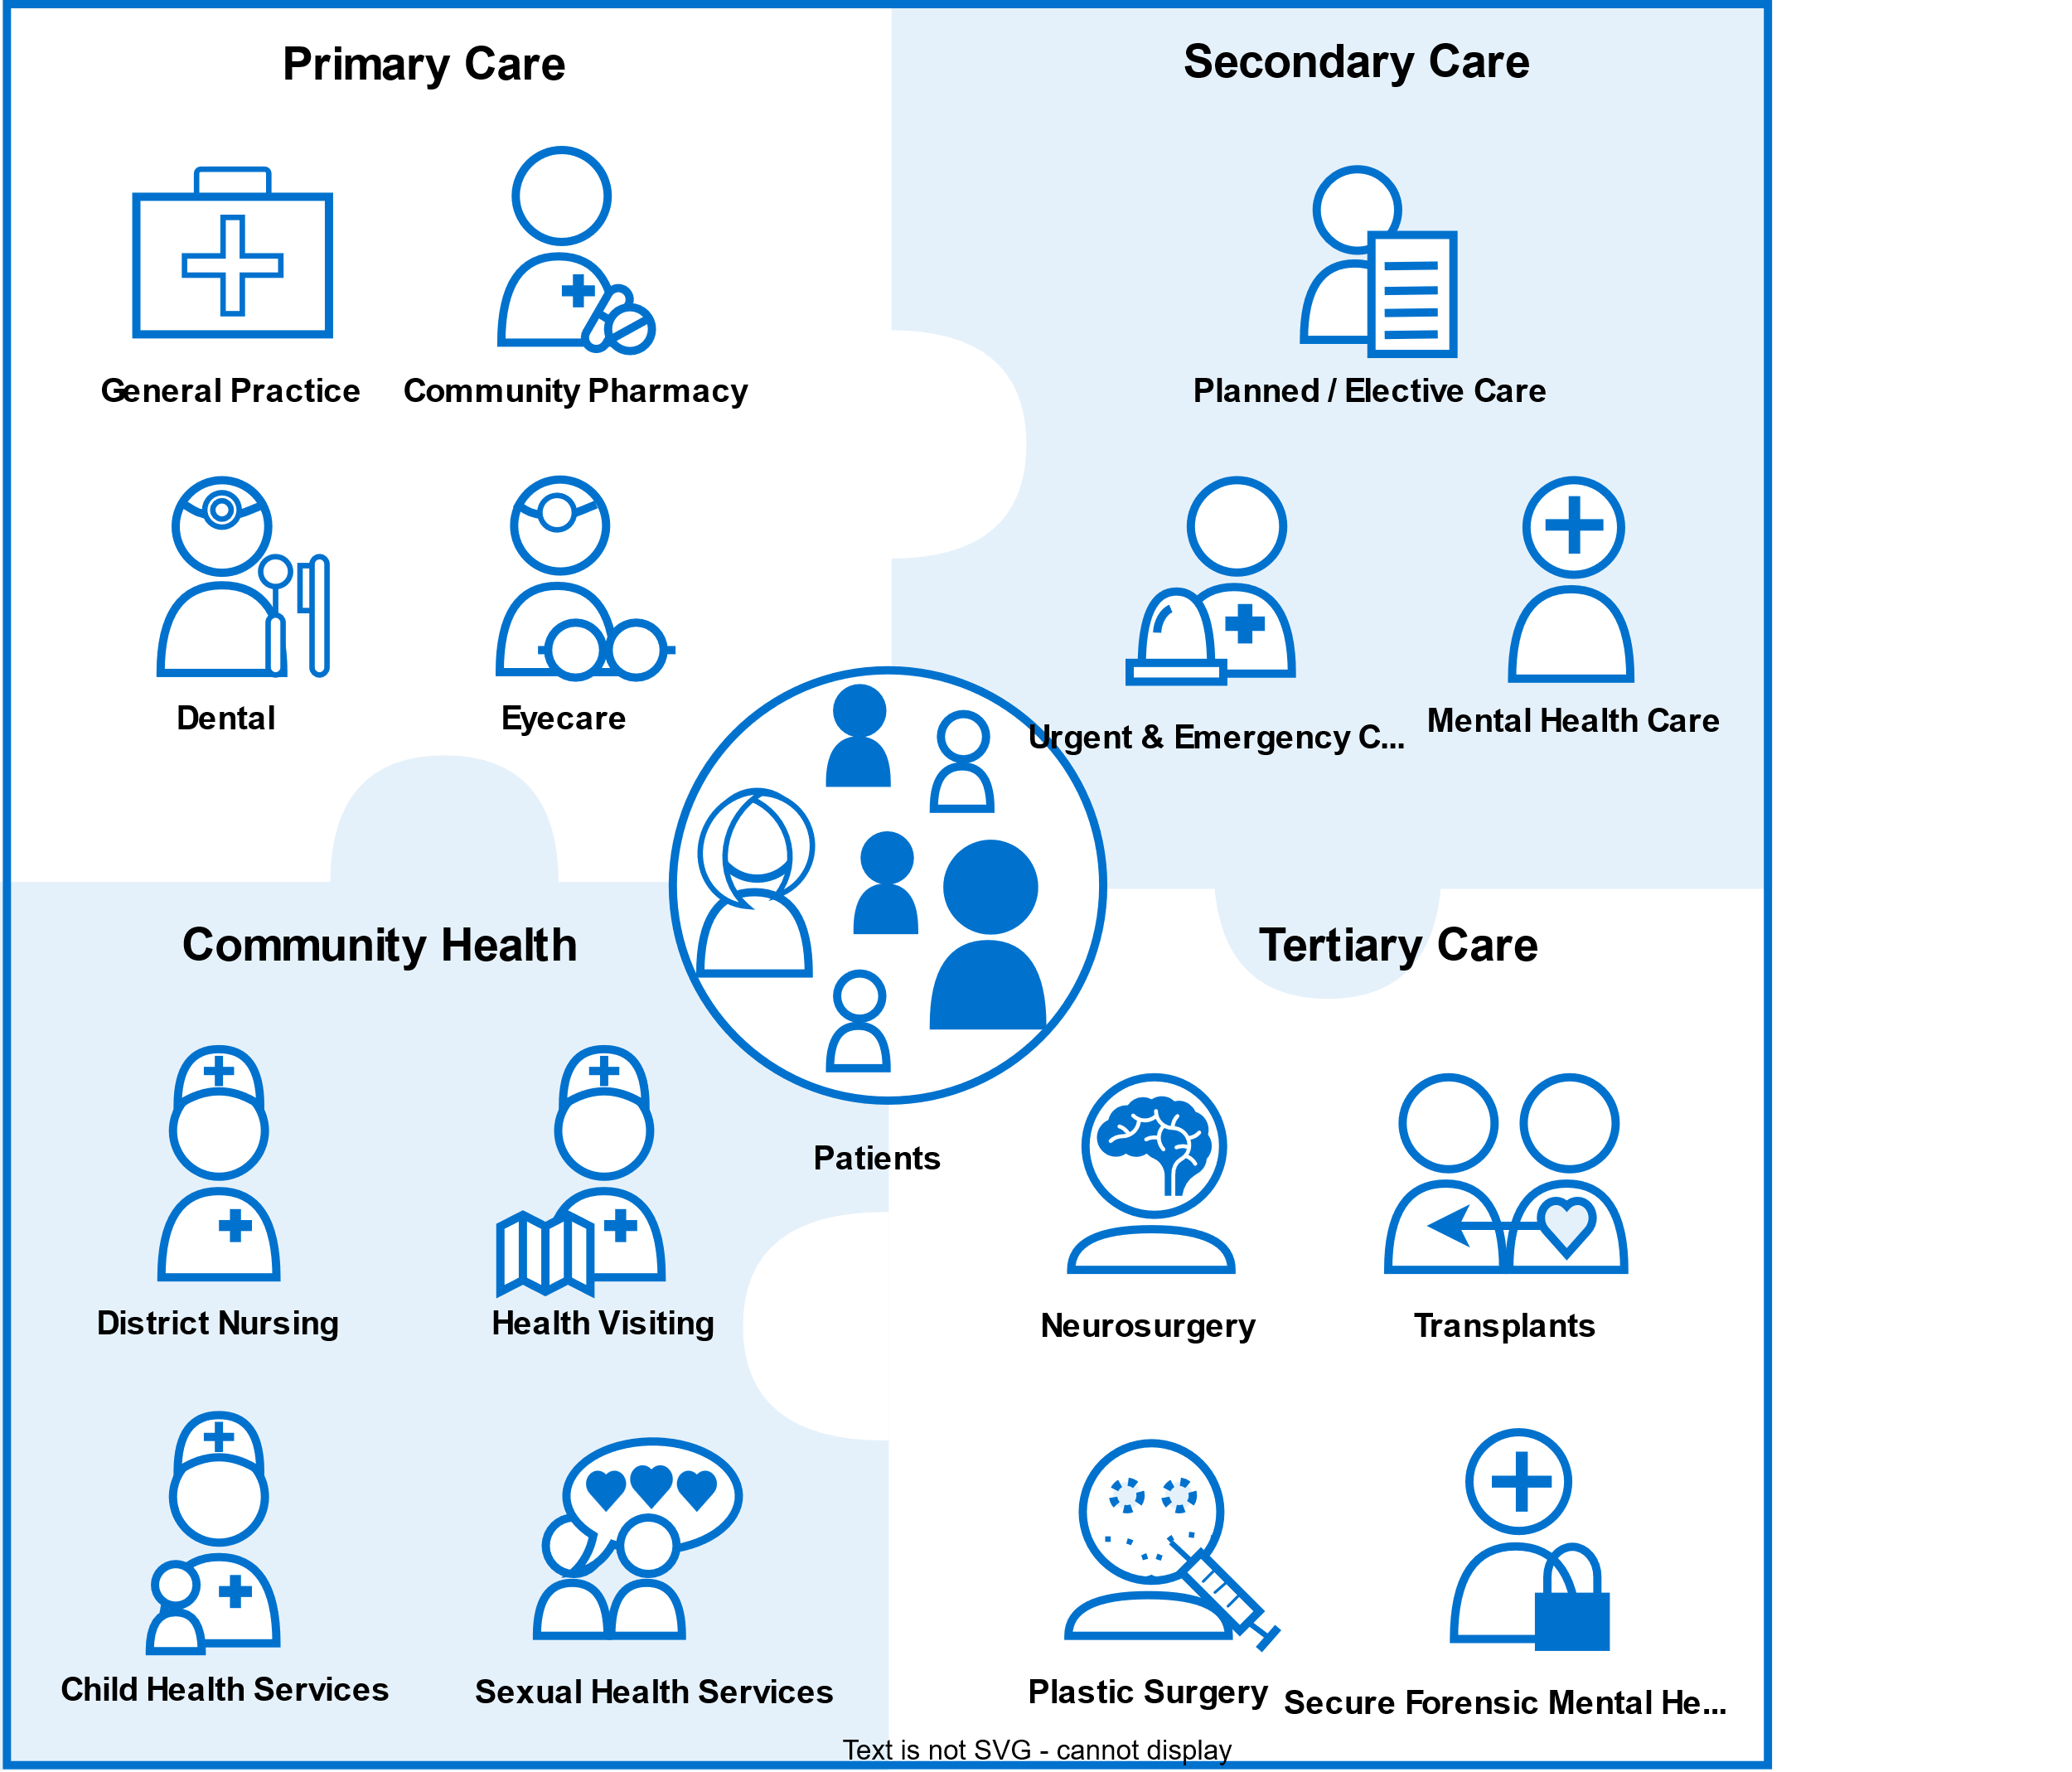 Primary Care
Secondary Care
General Practice
Community Pharmacy
Planned / Elective Care
Dental
Eyecare
Urgent & Emergency C...
Mental Health Care
Community Health
Tertiary Care
Patients
District Nursing
Health Visiting
Neurosurgery
Transplants
Child Health Services
Sexual Health Services
Plastic Surgery
Secure Forensic Mental He...
Text is not SVG - cannot display